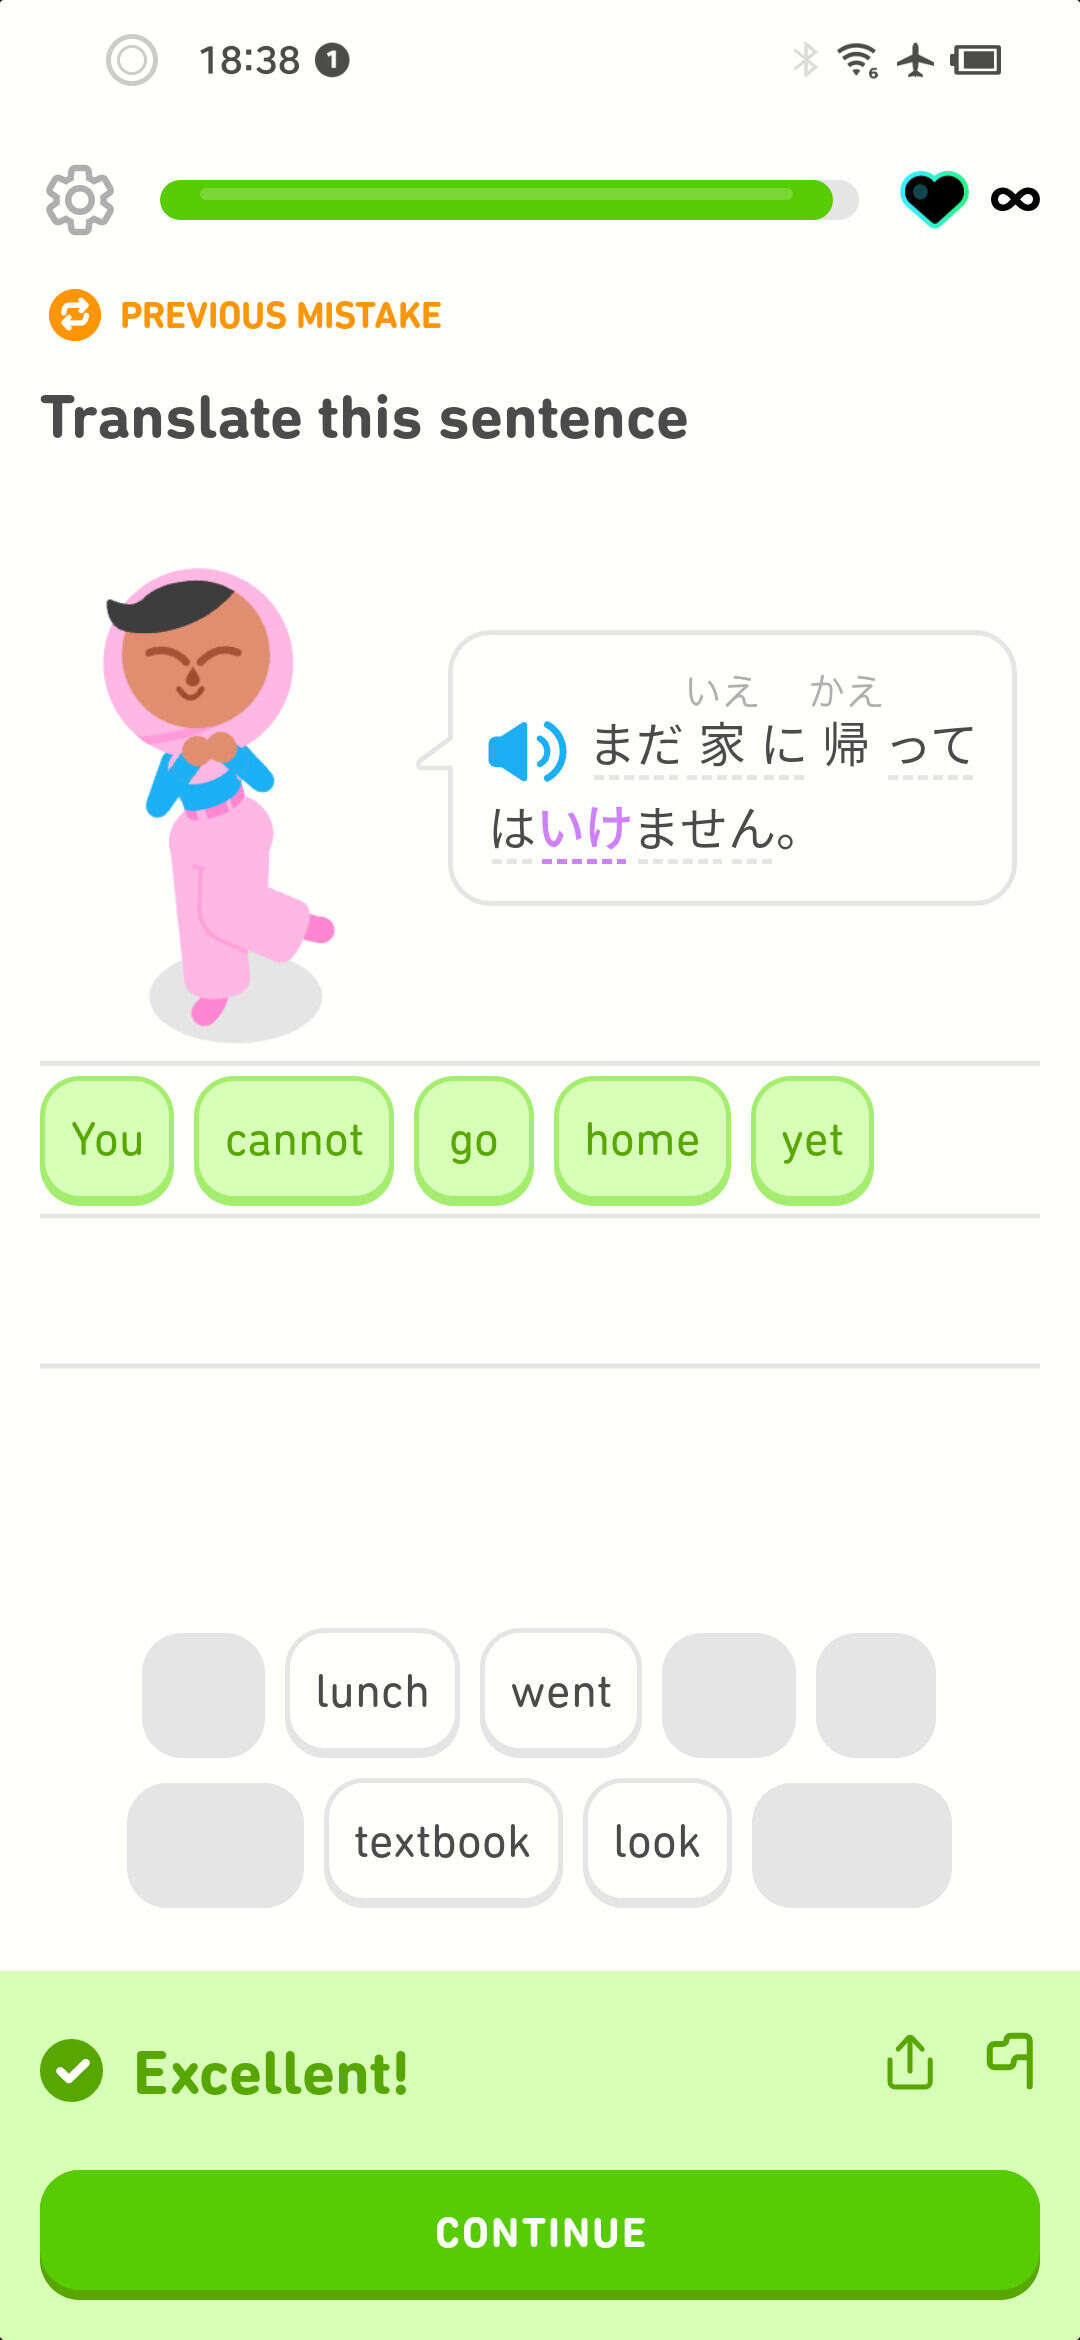 18:38 1
6
PREVIOUS MISTAKE
Translate this sentence
いえ かえ
まだ家に帰って
はいけません。
You cannot go home yet
lunch went
textbook look
Excellent!
CONTINUE